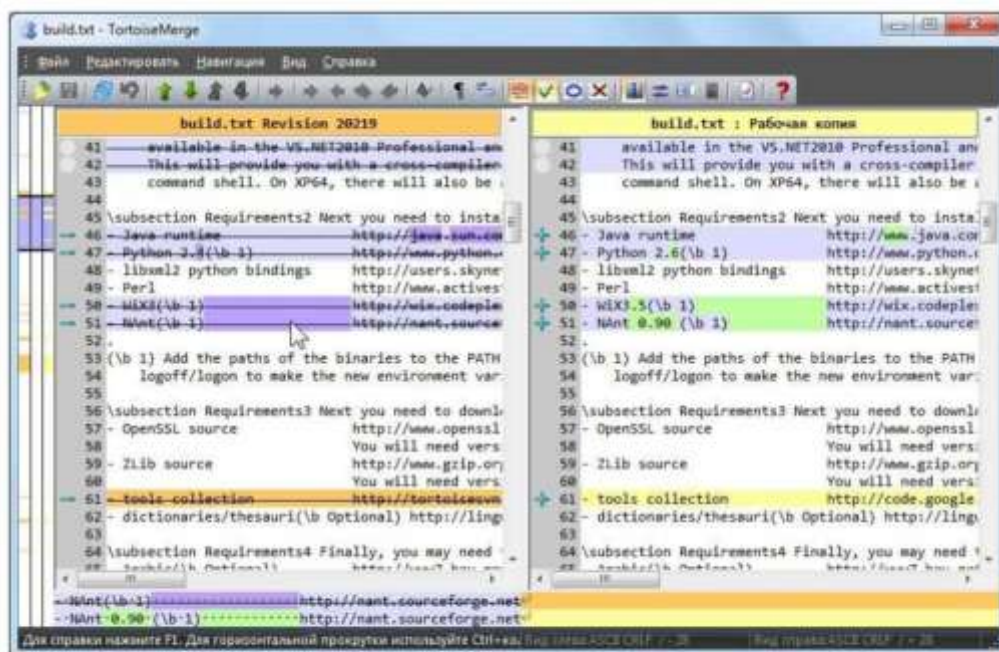 build.txt - TortoiseMerge
Файл Редактировать Навигация Вид Справка
build.txt Revision 20219
41 available in the VS.NET2010 Professional and
42 This will provide you with a cross-compiler
43 command shell. On XP64, there will also be
44
45 \subsection Requirements2 Next you need to insta
46 - Java runtime http://java.sun.com
47 - Python (\b 1) http://www.python.
48 - libxml2 python bindings http://users.skyne
49 - Perl http://www.actives
50 - WiX3(\b 1) http://wix.codeple
51 - NAnt(\b 1) http://nant.source
52 .
53 (\b 1) Add the paths of the binaries to the PATH
54 logoff/logon to make the new environment var
55
56 \subsection Requirements3 Next you need to downl
57 - OpenSSL source http://www.openssl
58 You will need vers
59 - ZLib source http://www.gzip.or
60 You will need vers
61 - tools collection http://tortoisesvn
62 - dictionaries/thesauri(\b Optional) http://ling
63
64 \subsection Requirements4 Finally, you may need
build.txt : Рабочая копия
41 available in the VS.NET2010 Professional and
42 This will provide you with a cross-compiler
43 command shell. On XP64, there will also be
44
45 \subsection Requirements2 Next you need to insta
46 - Java runtime http://www.java.com
47 - Python 2.6(\b 1) http://www.python.
48 - libxml2 python bindings http://users.skyne
49 - Perl http://www.actives
50 - WiX3.5(\b 1) http://wix.codeple
51 - NAnt 0.90 (\b 1) http://nant.source
52 .
53 (\b 1) Add the paths of the binaries to the PATH
54 logoff/logon to make the new environment var
55
56 \subsection Requirements3 Next you need to downl
57 - OpenSSL source http://www.openssl
58 You will need vers
59 - ZLib source http://www.gzip.or
60 You will need vers
61 - tools collection http://code.google
62 - dictionaries/thesauri(\b Optional) http://ling
63
64 \subsection Requirements4 Finally, you may need
- NAnt(\b·1) http://nant.sourceforge.net
- NAnt·0.90·(\b·1) http://nant.sourceforge.net
Для справки нажмите F1. Для горизонтальной прокрутки используйте Ctrl+